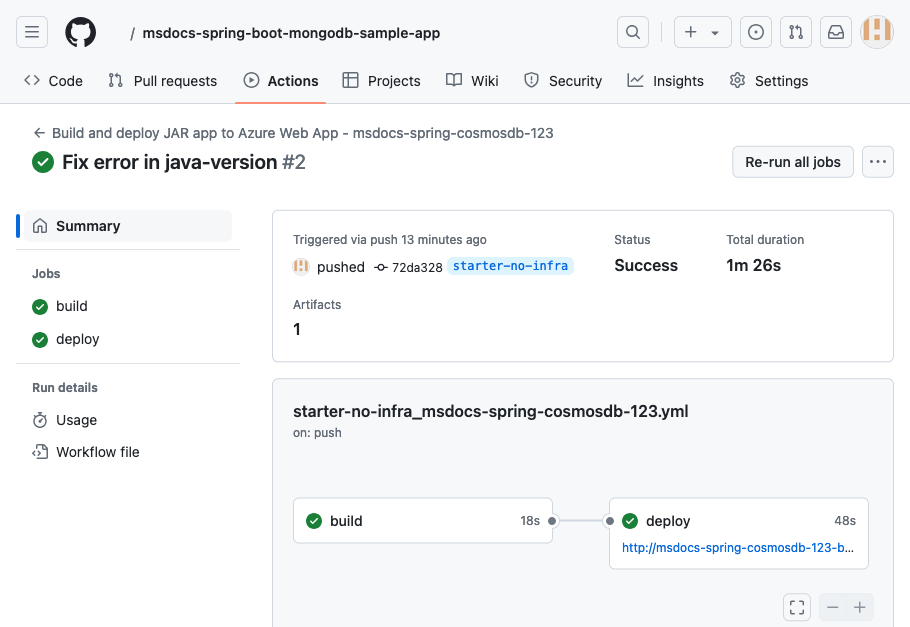 / msdocs-spring-boot-mongodb-sample-app
Code Pull requests Actions Projects Wiki Security Insights Settings
Build and deploy JAR app to Azure Web App - msdocs-spring-cosmosdb-123
Fix error in java-version #2
Re-run all jobs
Summary
Jobs
build
deploy
Run details
Usage
Workflow file
Triggered via push 13 minutes ago
pushed 72da328 starter-no-infra
Status
Success
Total duration
1m 26s
Artifacts
1
starter-no-infra_msdocs-spring-cosmosdb-123.yml
on: push
build 18s
deploy 48s
http://msdocs-spring-cosmosdb-123-b...